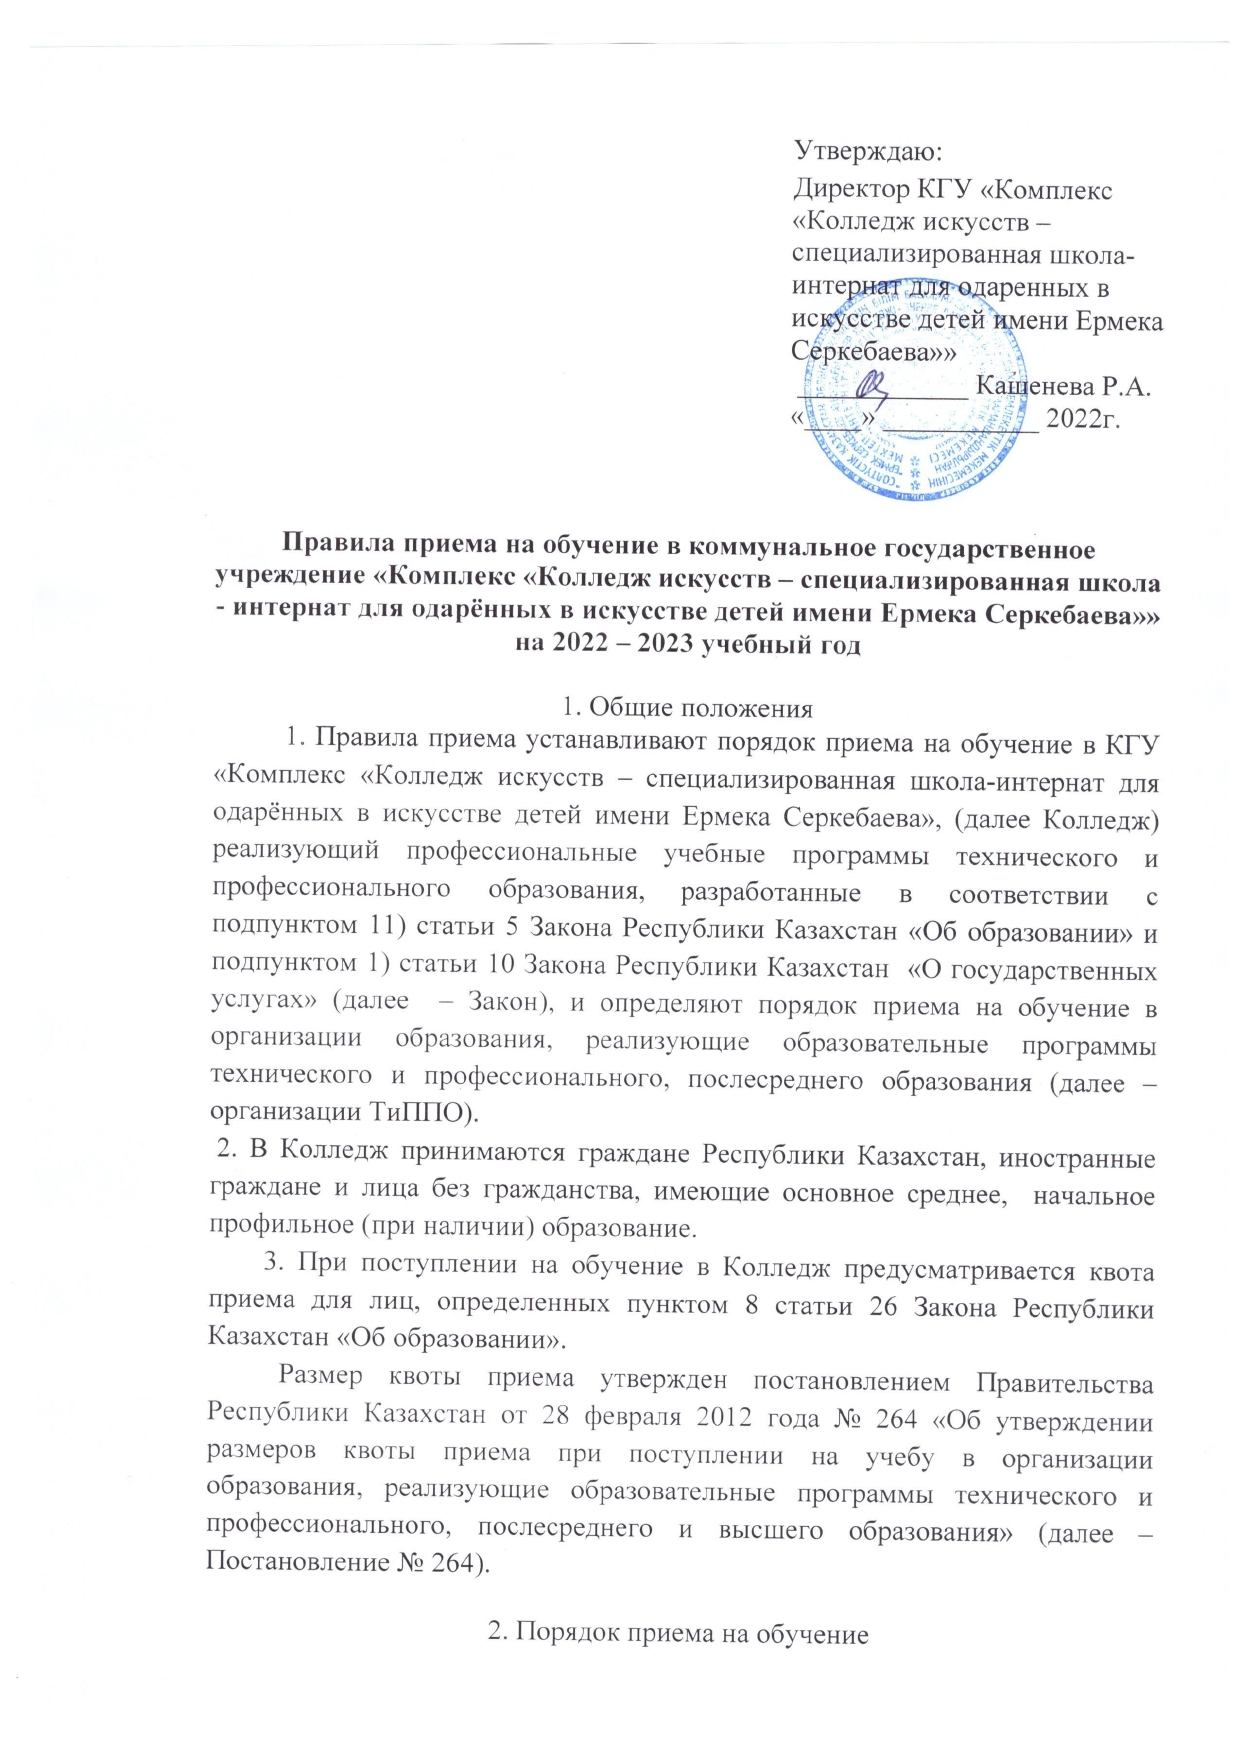 Утверждаю:
Директор КГУ «Комплекс
«Колледж искусств –
специализированная школа-
интернат для одаренных в
искусстве детей имени Ермека
Серкебаева»»
____________ Кашенева Р.А.
«____» ___________ 2022г.
Правила приема на обучение в коммунальное государственное
учреждение «Комплекс «Колледж искусств – специализированная школа
- интернат для одарённых в искусстве детей имени Ермека Серкебаева»»
на 2022 – 2023 учебный год
1. Общие положения
1. Правила приема устанавливают порядок приема на обучение в КГУ
«Комплекс «Колледж искусств – специализированная школа-интернат для
одарённых в искусстве детей имени Ермека Серкебаева», (далее Колледж)
реализующий профессиональные учебные программы технического и
профессионального образования, разработанные в соответствии с
подпунктом 11) статьи 5 Закона Республики Казахстан «Об образовании» и
подпунктом 1) статьи 10 Закона Республики Казахстан «О государственных
услугах» (далее – Закон), и определяют порядок приема на обучение в
организации образования, реализующие образовательные программы
технического и профессионального, послесреднего образования (далее –
организации ТиППО).
2. В Колледж принимаются граждане Республики Казахстан, иностранные
граждане и лица без гражданства, имеющие основное среднее, начальное
профильное (при наличии) образование.
3. При поступлении на обучение в Колледж предусматривается квота
приема для лиц, определенных пунктом 8 статьи 26 Закона Республики
Казахстан «Об образовании».
Размер квоты приема утвержден постановлением Правительства
Республики Казахстан от 28 февраля 2012 года № 264 «Об утверждении
размеров квоты приема при поступлении на учебу в организации
образования, реализующие образовательные программы технического и
профессионального, послесреднего и высшего образования» (далее –
Постановление № 264).
2. Порядок приема на обучение